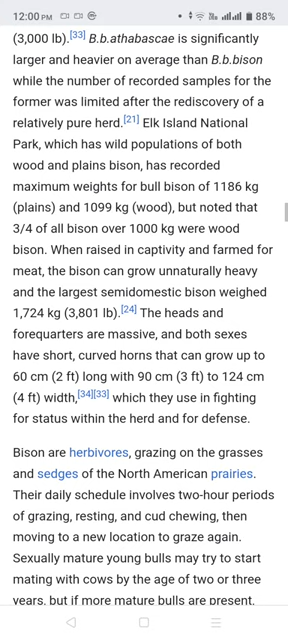 12:00 PM 88%
(3,000 lb).[33] B.b.athabascae is significantly
larger and heavier on average than B.b.bison
while the number of recorded samples for the
former was limited after the rediscovery of a
relatively pure herd.[21] Elk Island National
Park, which has wild populations of both
wood and plains bison, has recorded
maximum weights for bull bison of 1186 kg
(plains) and 1099 kg (wood), but noted that
3/4 of all bison over 1000 kg were wood
bison. When raised in captivity and farmed for
meat, the bison can grow unnaturally heavy
and the largest semidomestic bison weighed
1,724 kg (3,801 lb).[24] The heads and
forequarters are massive, and both sexes
have short, curved horns that can grow up to
60 cm (2 ft) long with 90 cm (3 ft) to 124 cm
(4 ft) width,[34][33] which they use in fighting
for status within the herd and for defense.
Bison are herbivores, grazing on the grasses
and sedges of the North American prairies.
Their daily schedule involves two-hour periods
of grazing, resting, and cud chewing, then
moving to a new location to graze again.
Sexually mature young bulls may try to start
mating with cows by the age of two or three
years, but if more mature bulls are present,